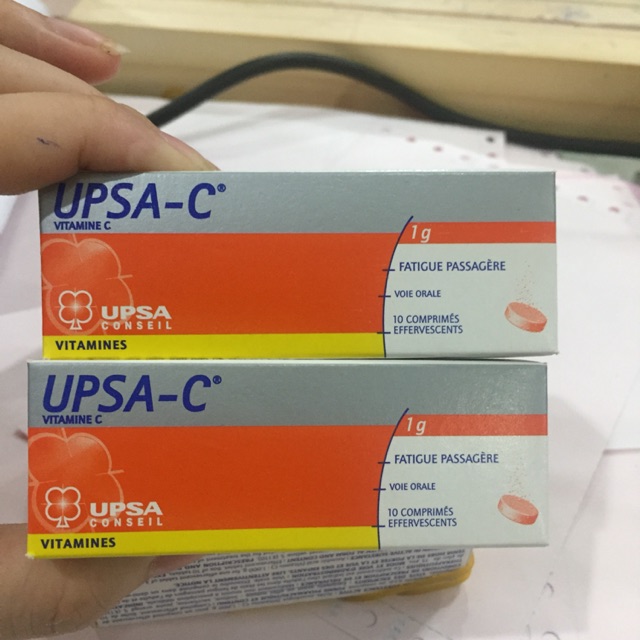 UPSA-C®
VITAMINE C
1g
FATIGUE PASSAGÈRE
VOIE ORALE
10 COMPRIMÉS
EFFERVESCENTS
UPSA
CONSEIL
VITAMINES
UPSA-C®
VITAMINE C
1g
FATIGUE PASSAGÈRE
VOIE ORALE
10 COMPRIMÉS
EFFERVESCENTS
UPSA
CONSEIL
VITAMINES